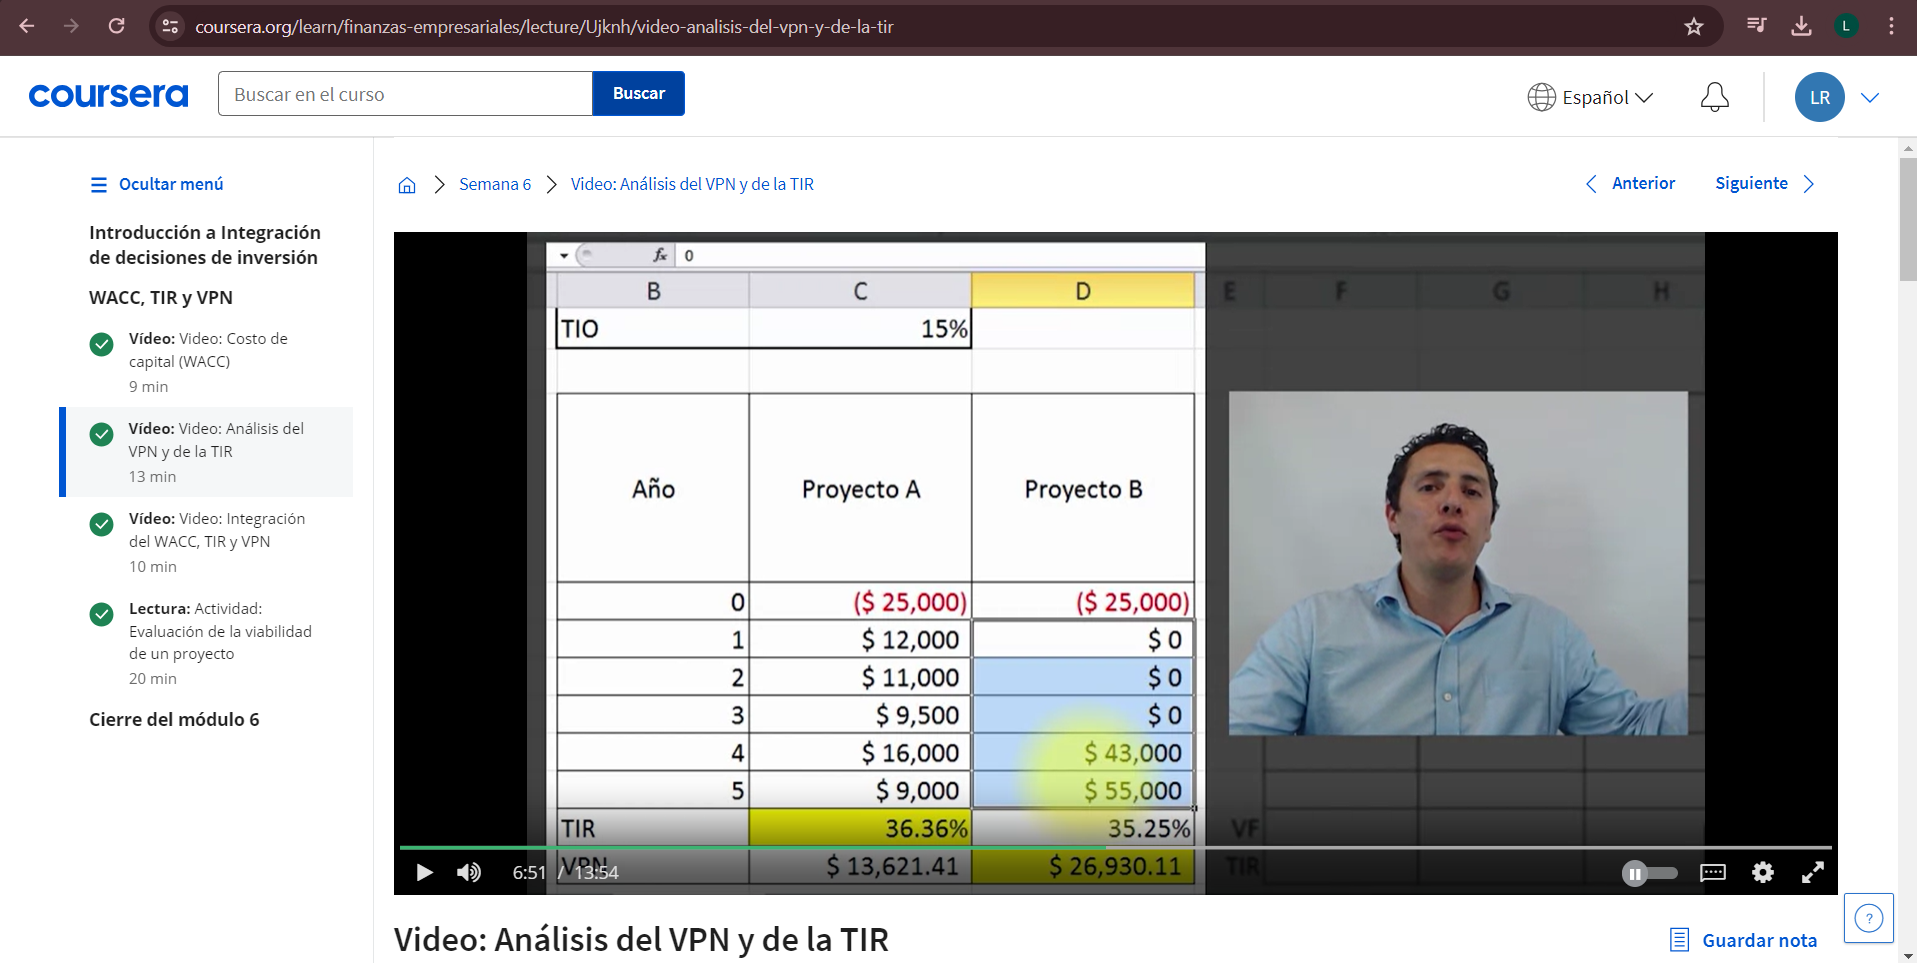 coursera.org/learn/finanzas-empresariales/lecture/Ujknh/video-analisis-del-vpn-y-de-la-tir
L
coursera
Buscar en el curso
Buscar
Español
LR
Ocultar menú
Introducción a Integración
de decisiones de inversión
WACC, TIR y VPN
Vídeo: Video: Costo de
capital (WACC)
9 min
Vídeo: Video: Análisis del
VPN y de la TIR
13 min
Vídeo: Video: Integración
del WACC, TIR y VPN
10 min
Lectura: Actividad:
Evaluación de la viabilidad
de un proyecto
20 min
Cierre del módulo 6
Semana 6
Video: Análisis del VPN y de la TIR
Anterior
Siguiente
fx 0
B C D E F G H
TIO 15%
Año Proyecto A Proyecto B
0 ($ 25,000) ($ 25,000)
1 $ 12,000 $ 0
2 $ 11,000 $ 0
3 $ 9,500 $ 0
4 $ 16,000 $ 43,000
5 $ 9,000 $ 55,000
TIR 36.36% 35.25% VF
VPN $ 13,621.41 $ 26,930.11 TIR
6:51 / 13:54
Video: Análisis del VPN y de la TIR
Guardar nota
?